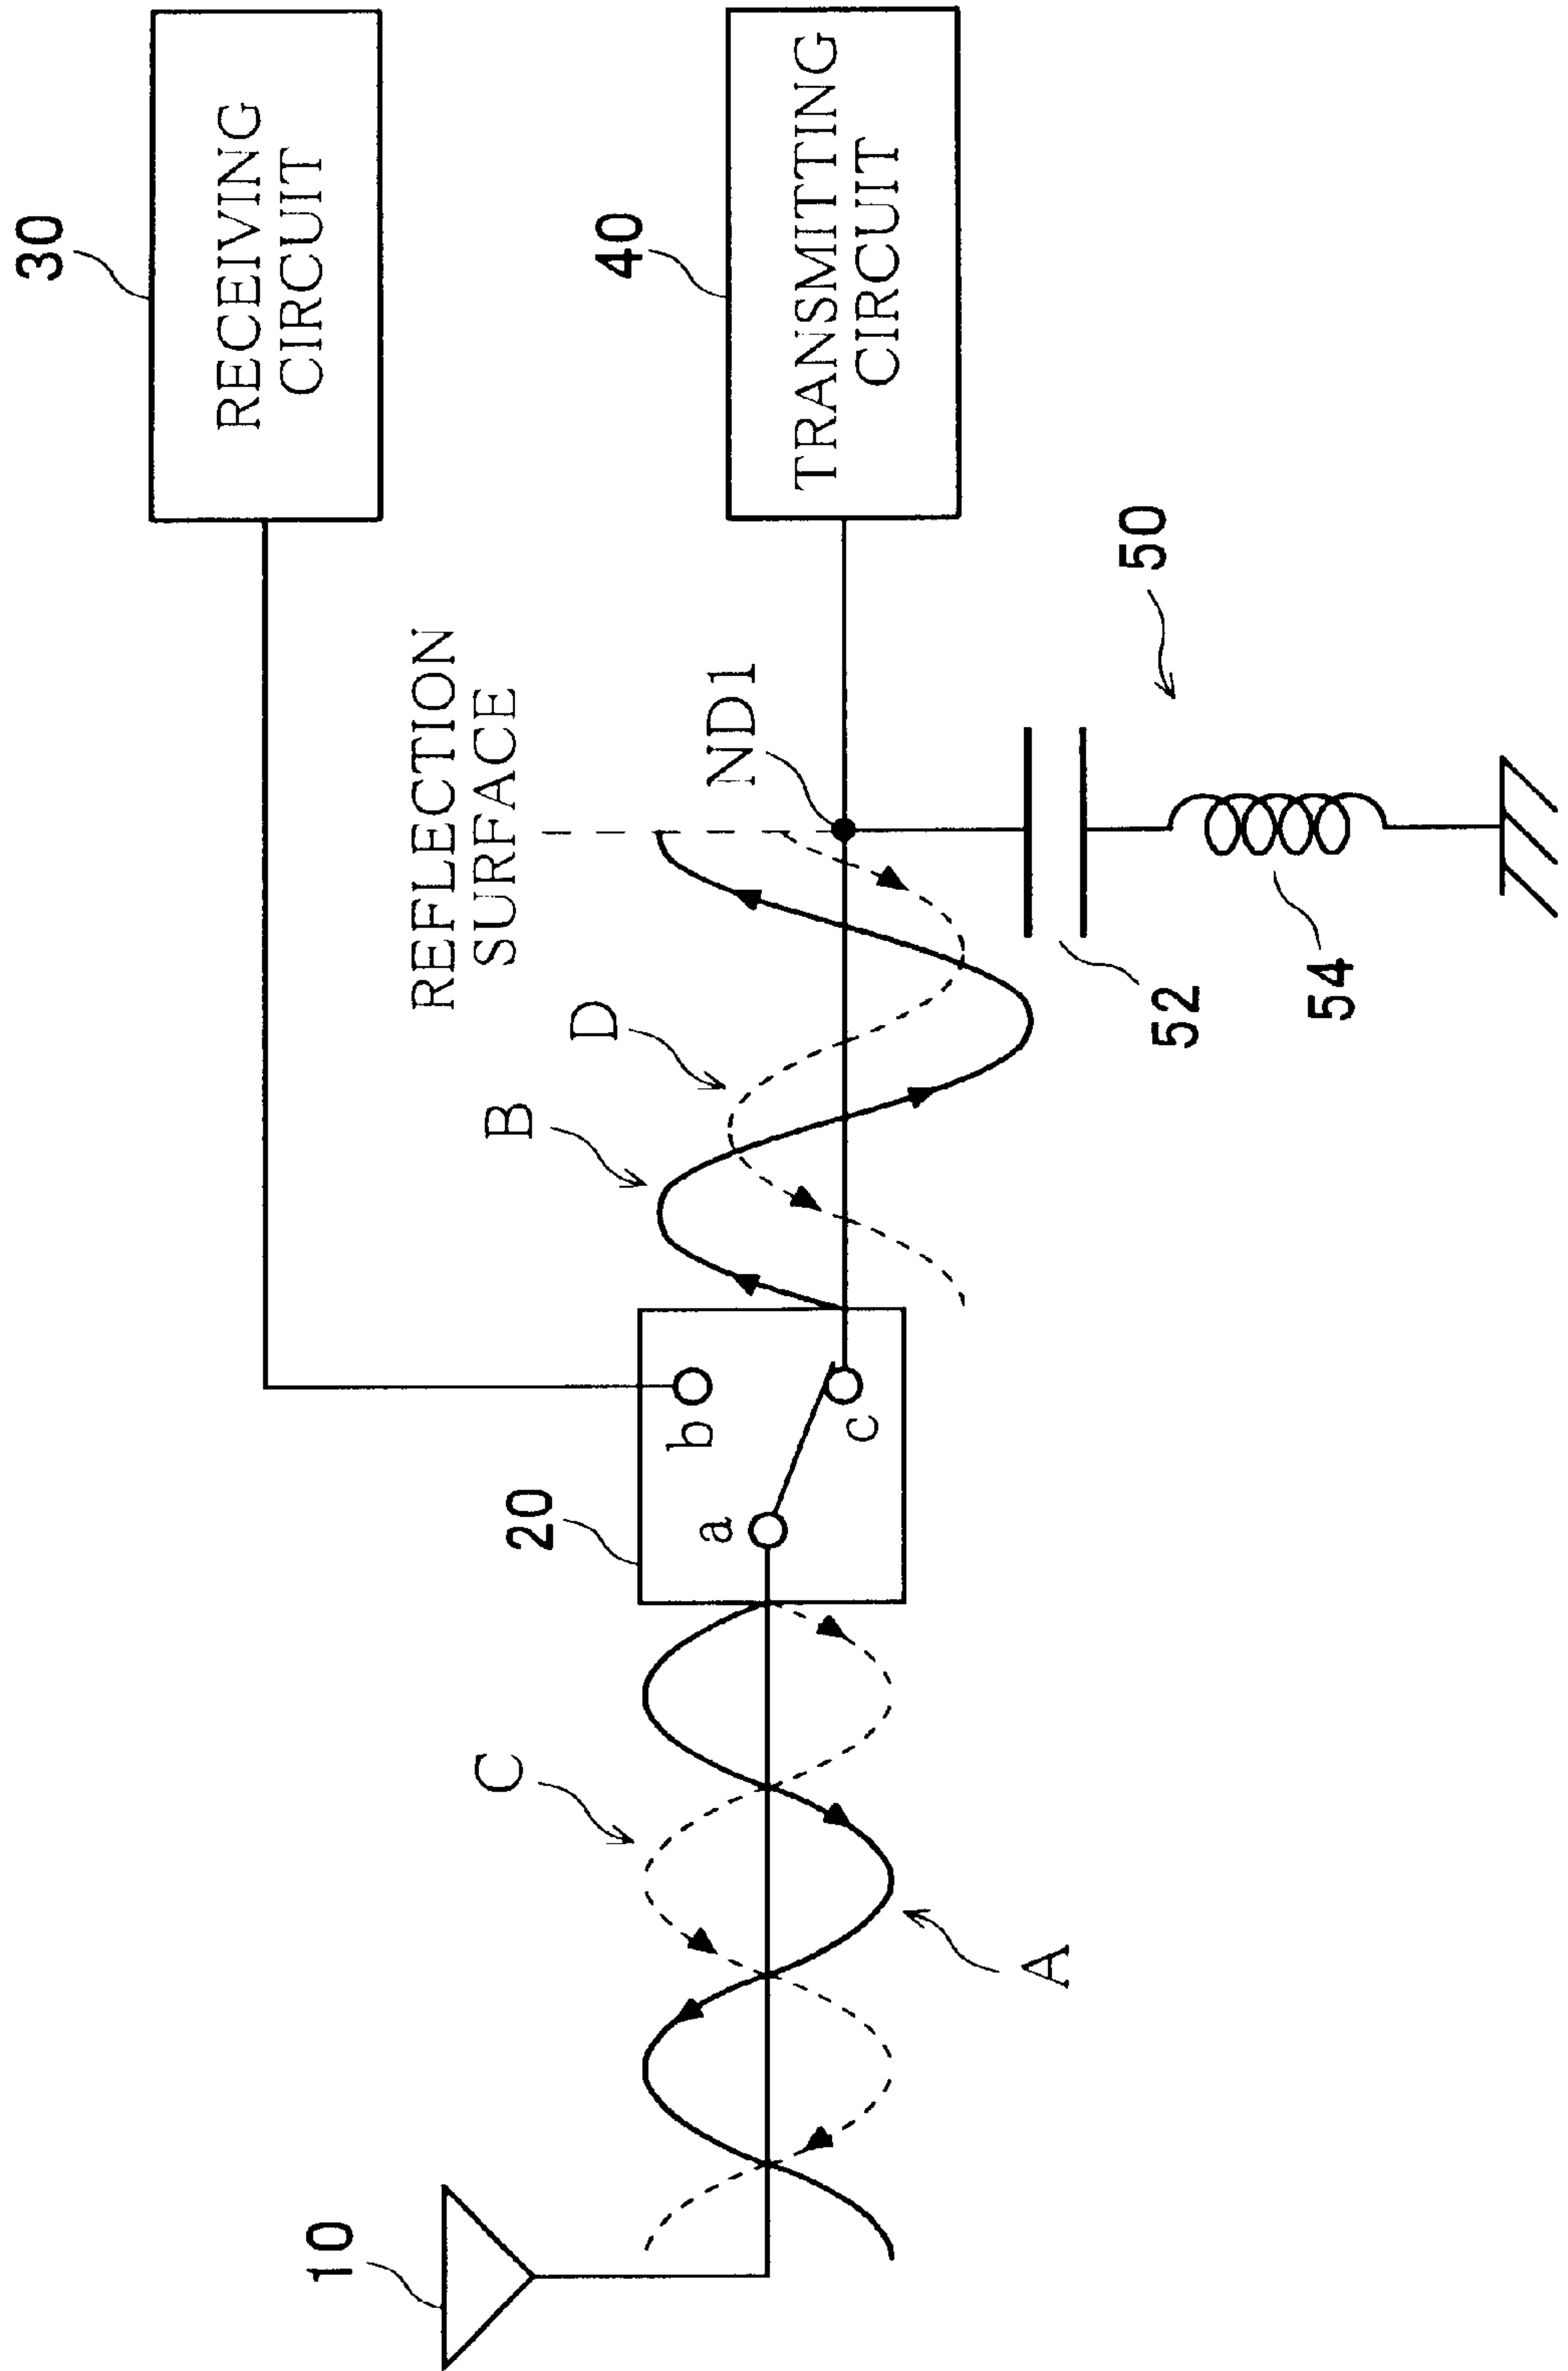 30
RECEIVING
CIRCUIT
40
TRANSMITTING
CIRCUIT
REFLECTION
SURFACE
ND1
50
D
B
52
54
20
b
a
c
C
A
10